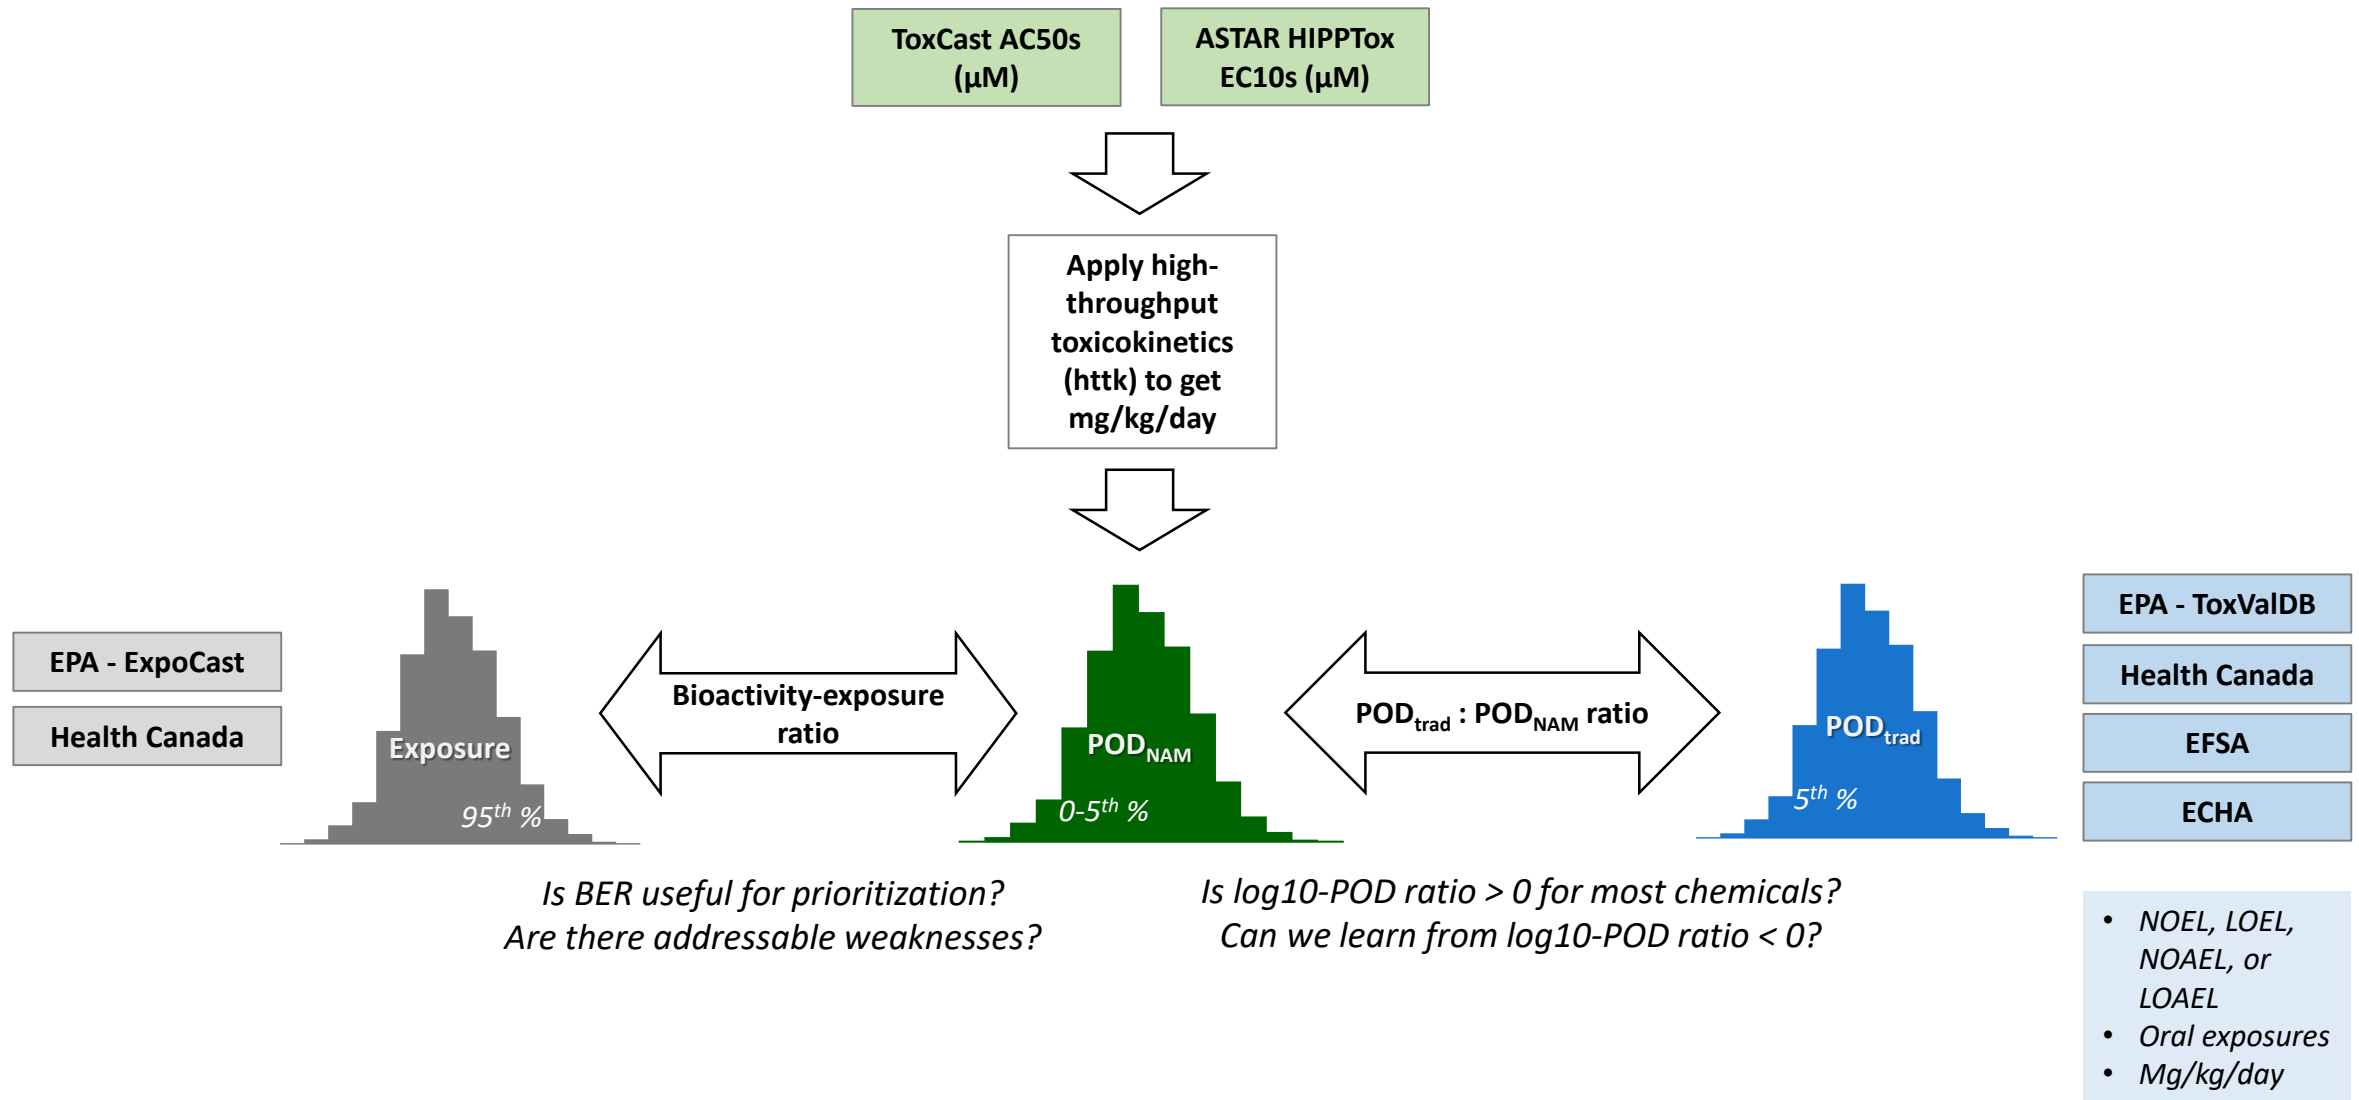 ToxCast AC50s
(µM)
ASTAR HIPPTox
EC10s (µM)
Apply high-
throughput
toxicokinetics
(httk) to get
mg/kg/day
EPA - ExpoCast
Health Canada
Exposure
95th %
Bioactivity-exposure
ratio
PODNAM
0-5th %
PODtrad : PODNAM ratio
PODtrad
5th %
EPA - ToxValDB
Health Canada
EFSA
ECHA
Is BER useful for prioritization?
Are there addressable weaknesses?
Is log10-POD ratio > 0 for most chemicals?
Can we learn from log10-POD ratio < 0?
• NOEL, LOEL,
NOAEL, or
LOAEL
• Oral exposures
• Mg/kg/day